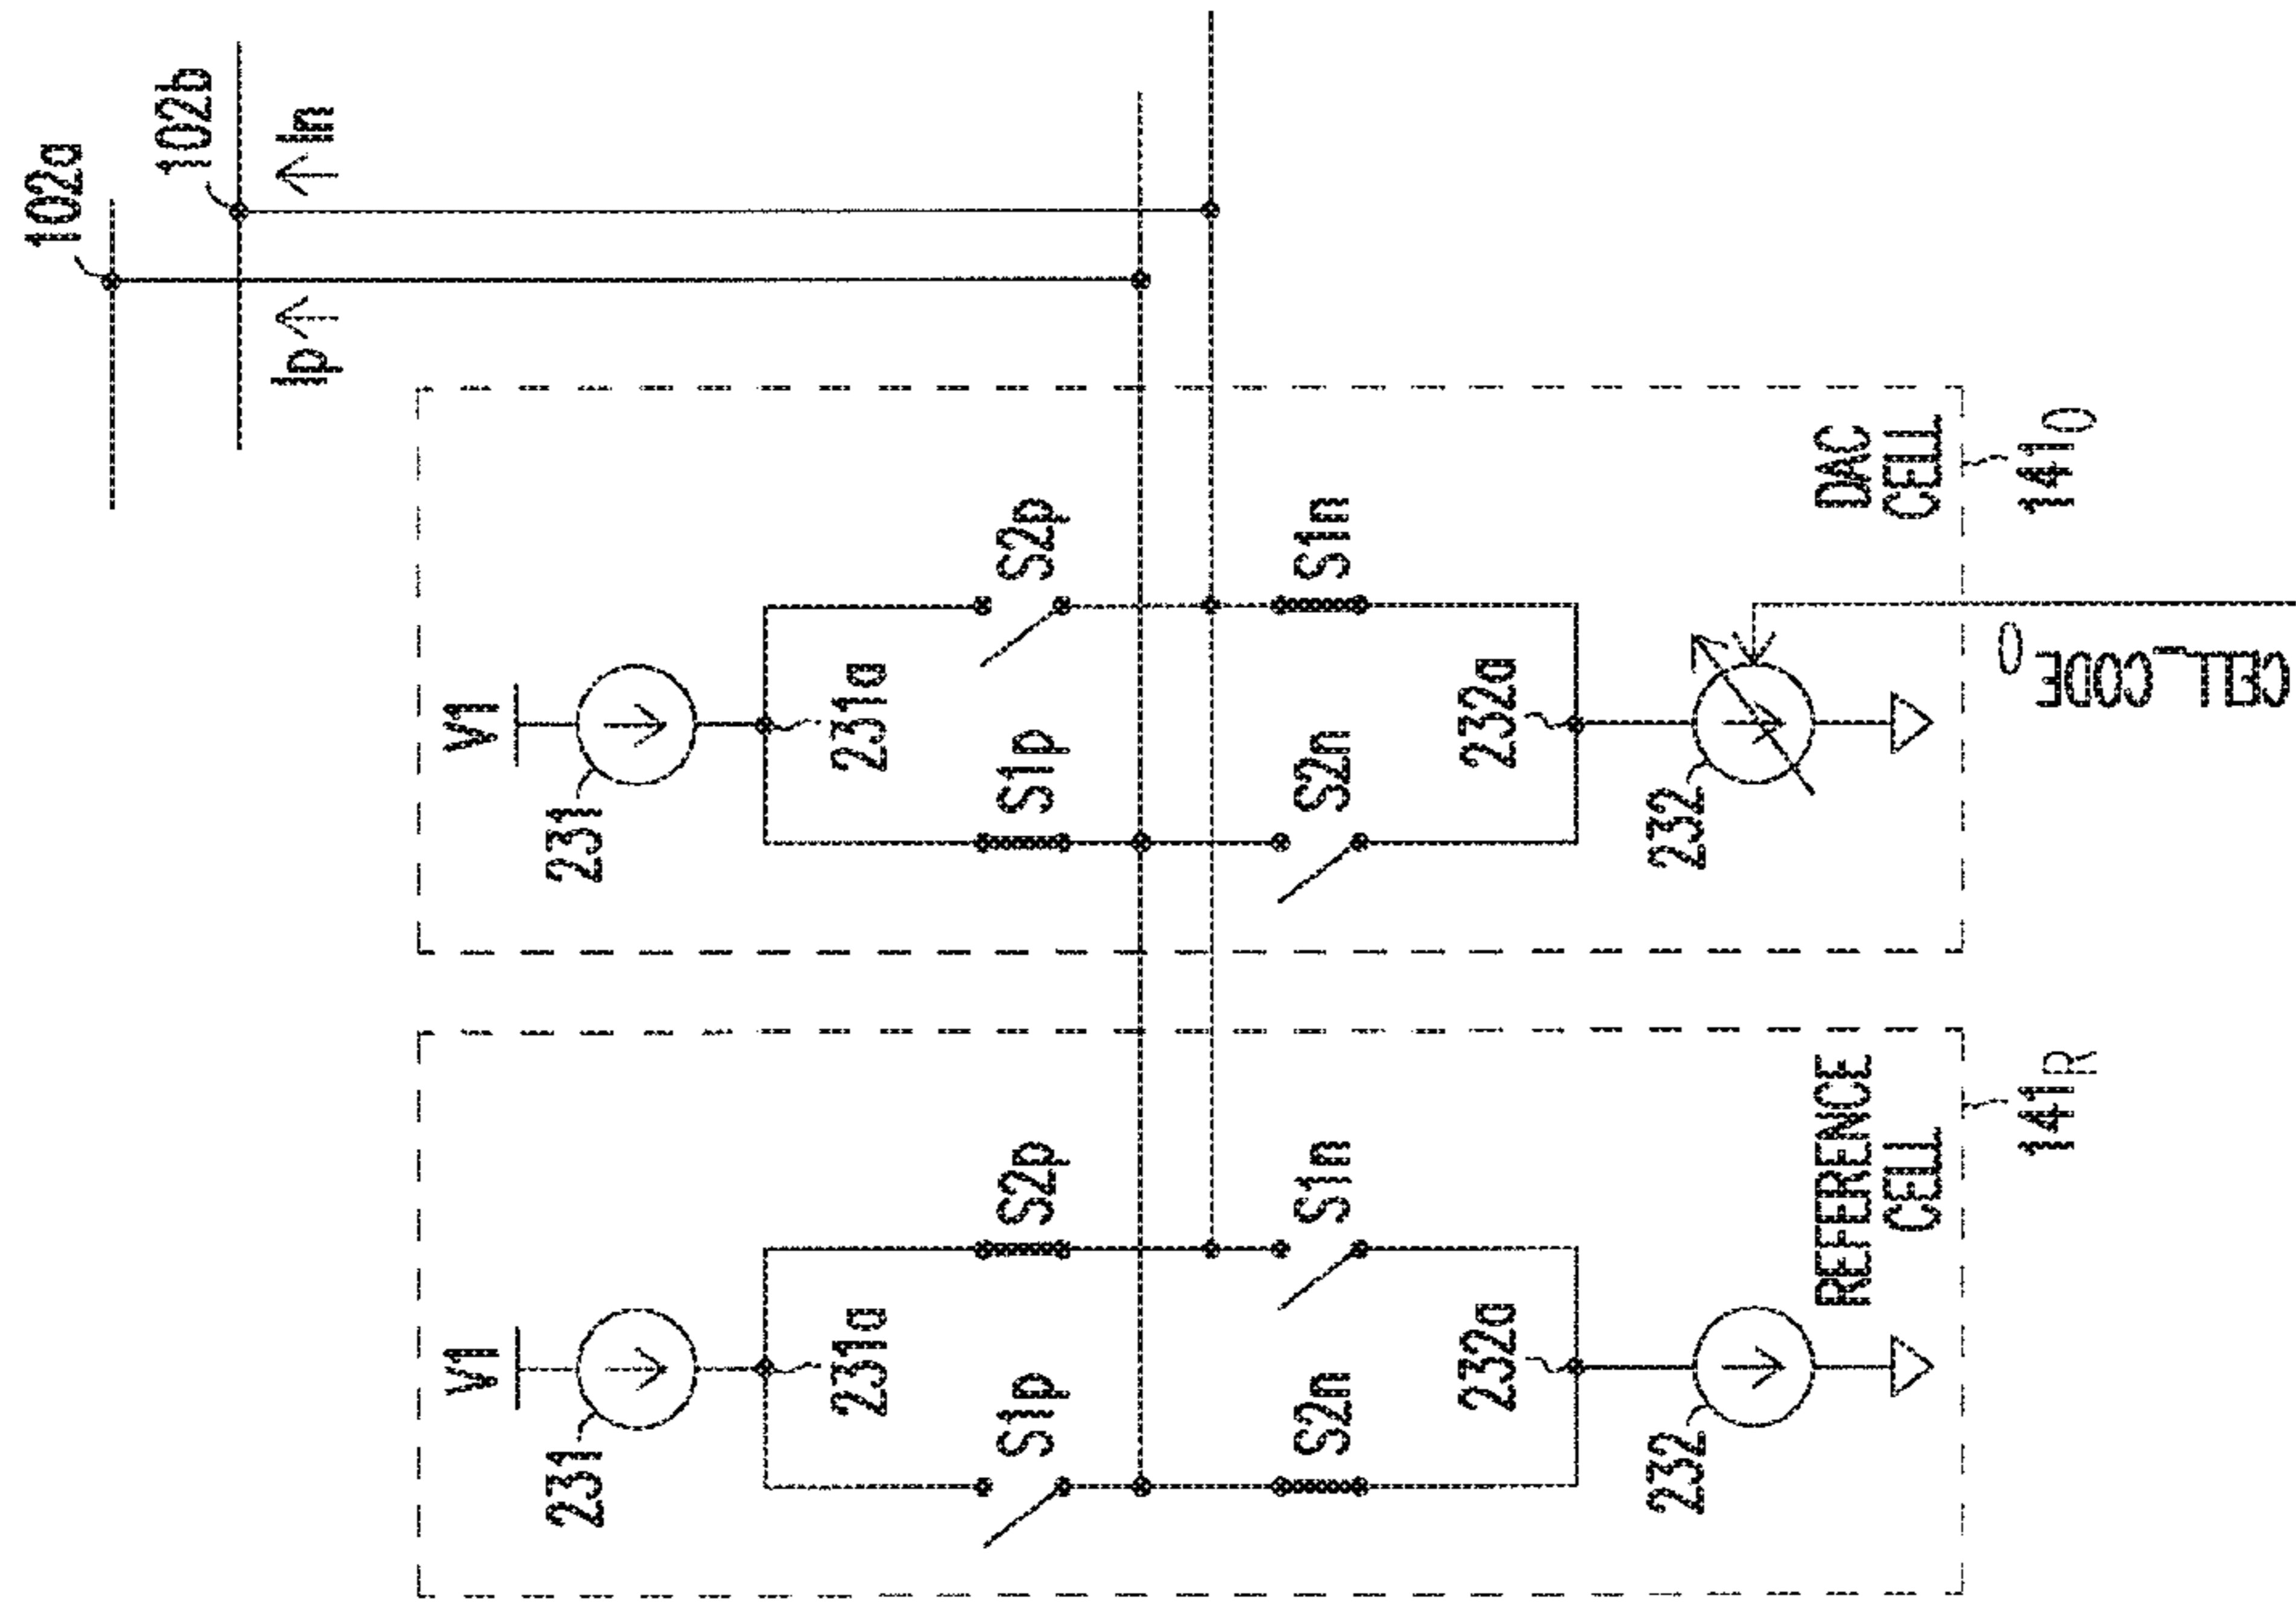 102a
102b
Ip In
V1 V1
231 231
231a 231a
S1p S2p S1p S2p
S2n S1n S2n S1n
232a 232a
232 232
REFERENCE
CELL
DAC
CELL
141R 1410
CELL_CODE0